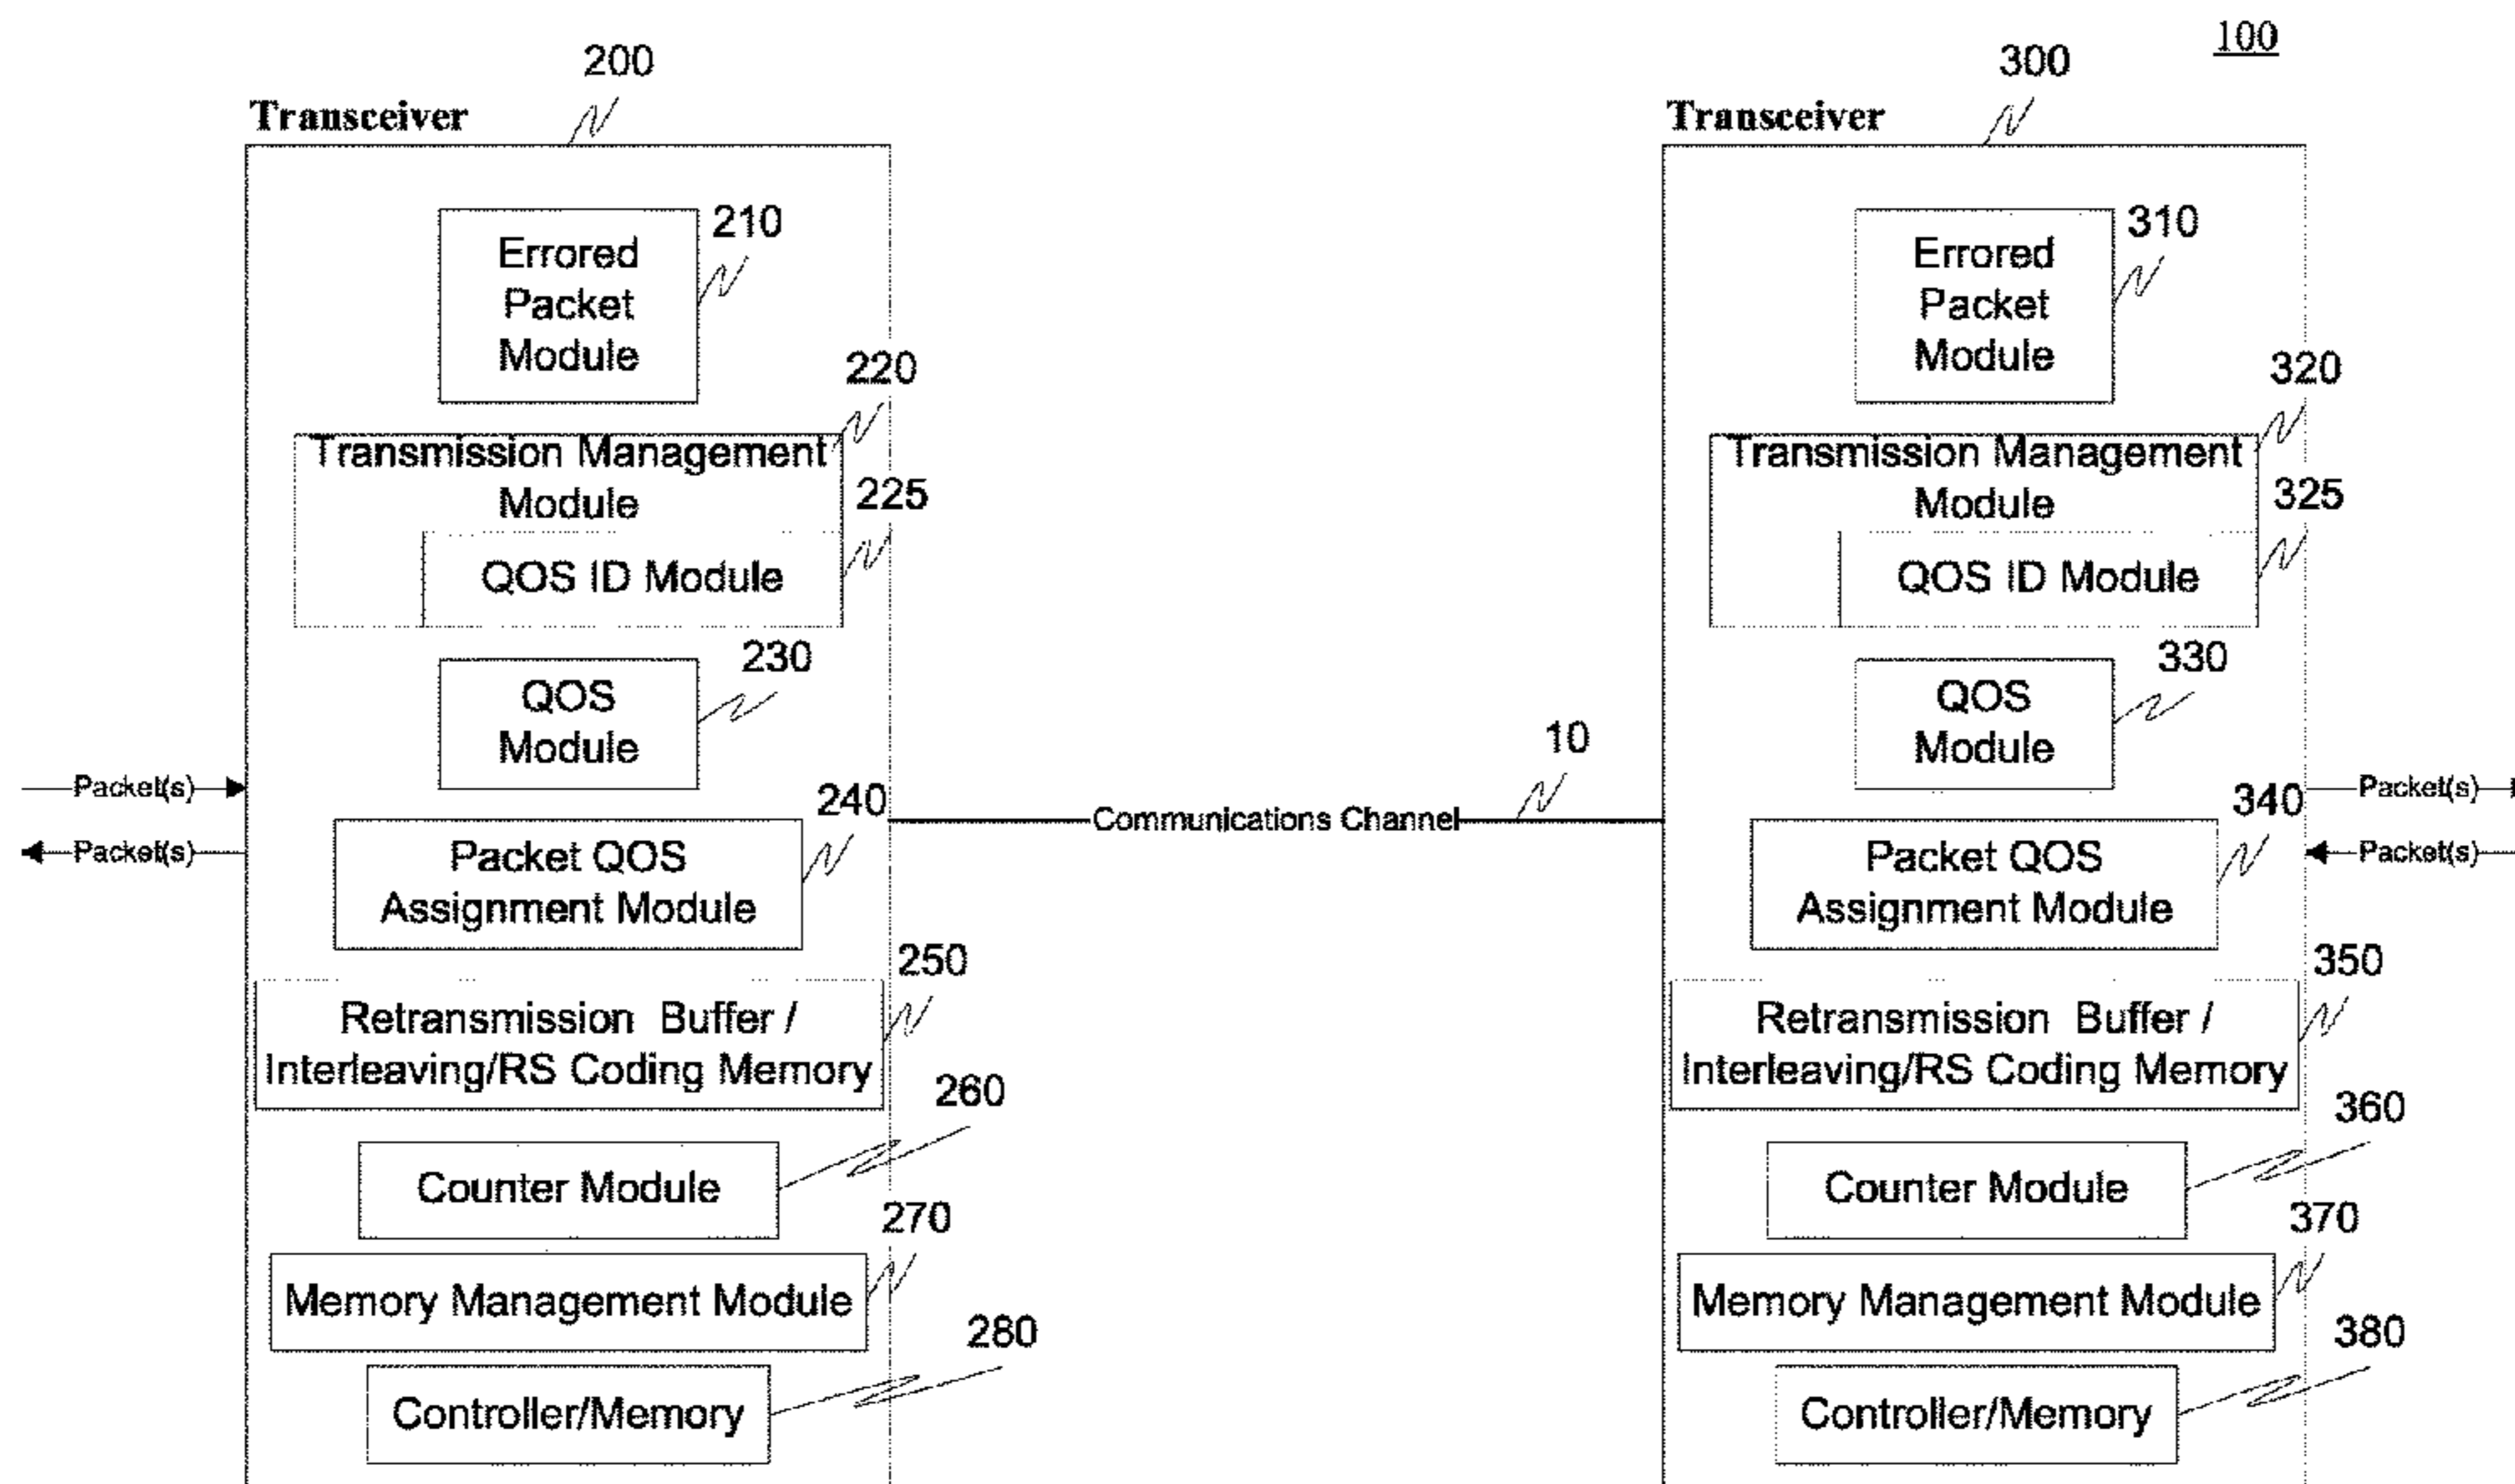 100
200
Transceiver
210
Errored
Packet
Module
220
Transmission Management
Module
225
QOS ID Module
230
QOS
Module
Packet(s)
Packet(s)
240
Packet QOS
Assignment Module
250
Retransmission Buffer /
Interleaving/RS Coding Memory
260
Counter Module
270
Memory Management Module
280
Controller/Memory
10
Communications Channel
300
Transceiver
310
Errored
Packet
Module
320
Transmission Management
Module
325
QOS ID Module
330
QOS
Module
Packet(s)
Packet(s)
340
Packet QOS
Assignment Module
350
Retransmission Buffer /
Interleaving/RS Coding Memory
360
Counter Module
370
Memory Management Module
380
Controller/Memory